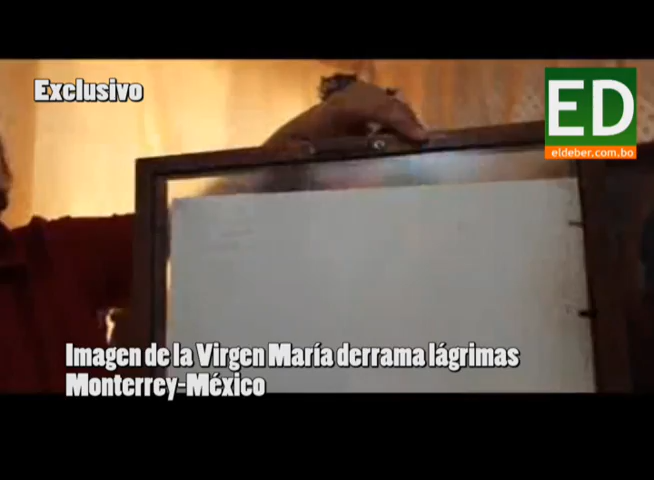 Exclusivo
ED
eldeber.com.bo
Imagen de la Virgen María derrama lágrimas
Monterrey-México